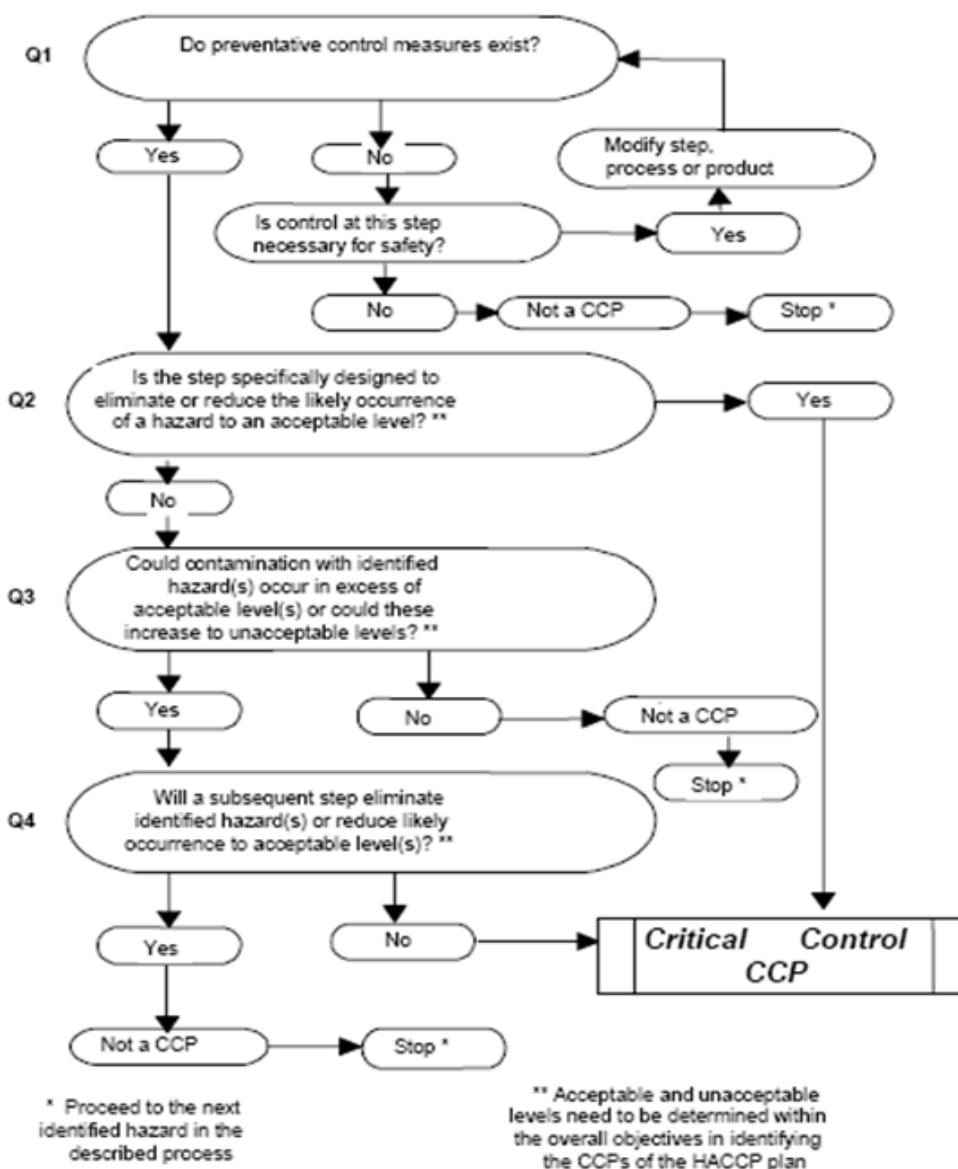 Q1
Do preventative control measures exist?
Yes
No
Modify step,
process or product
Is control at this step
necessary for safety?
Yes
No
Not a CCP
Stop *
Q2
Is the step specifically designed to
eliminate or reduce the likely occurrence
of a hazard to an acceptable level? **
Yes
No
Q3
Could contamination with identified
hazard(s) occur in excess of
acceptable level(s) or could these
increase to unacceptable levels? **
Yes
No
Not a CCP
Stop *
Q4
Will a subsequent step eliminate
identified hazard(s) or reduce likely
occurrence to acceptable level(s)? **
Yes
No
Critical Control
CCP
Not a CCP
Stop *
* Proceed to the next
identified hazard in the
described process
** Acceptable and unacceptable
levels need to be determined within
the overall objectives in identifying
the CCPs of the HACCP plan